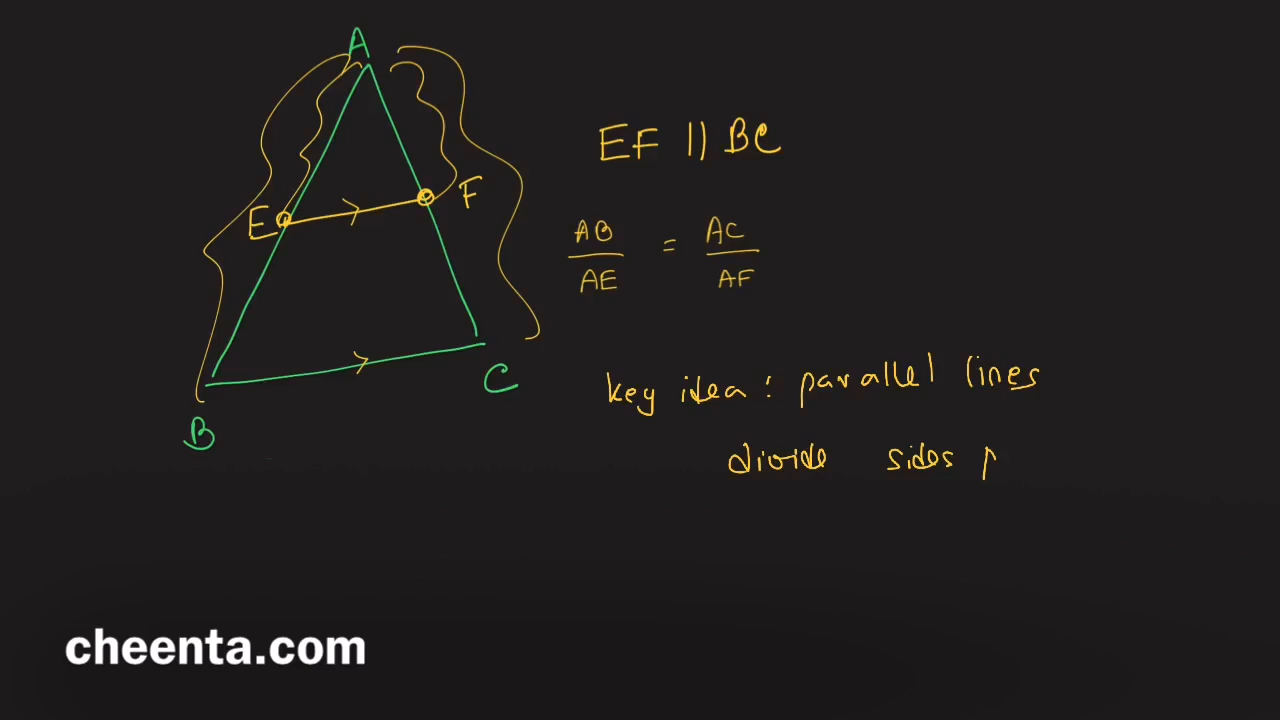 A
E
F
B
C
EF || BC
AB/AE = AC/AF
key idea : parallel lines
divide sides p
cheenta.com